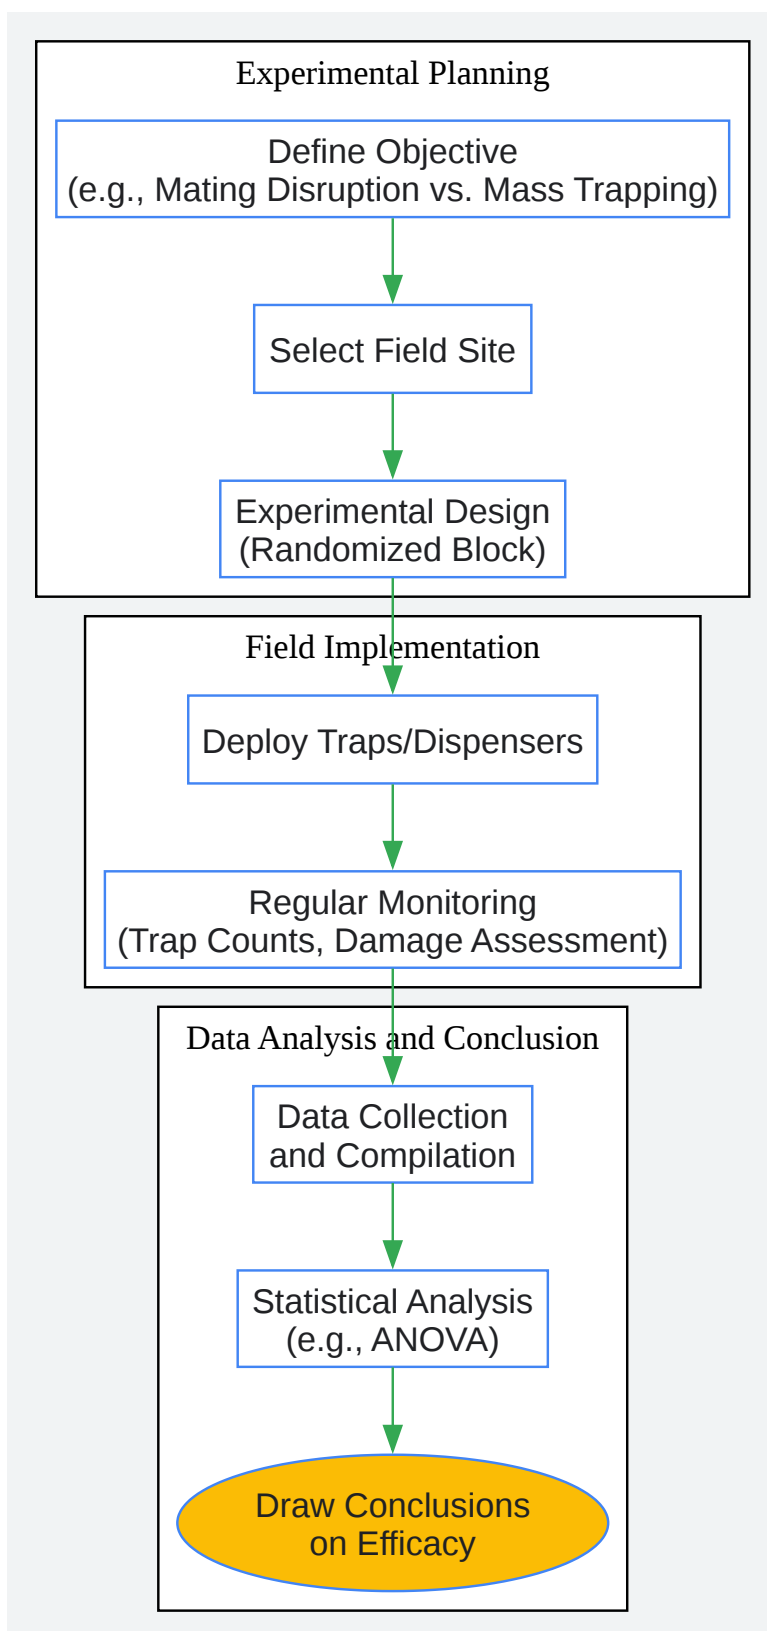 Experimental Planning
Define Objective
(e.g., Mating Disruption vs. Mass Trapping)
Select Field Site
Experimental Design
(Randomized Block)
Field Implementation
Deploy Traps/Dispensers
Regular Monitoring
(Trap Counts, Damage Assessment)
Data Analysis and Conclusion
Data Collection
and Compilation
Statistical Analysis
(e.g., ANOVA)
Draw Conclusions
on Efficacy